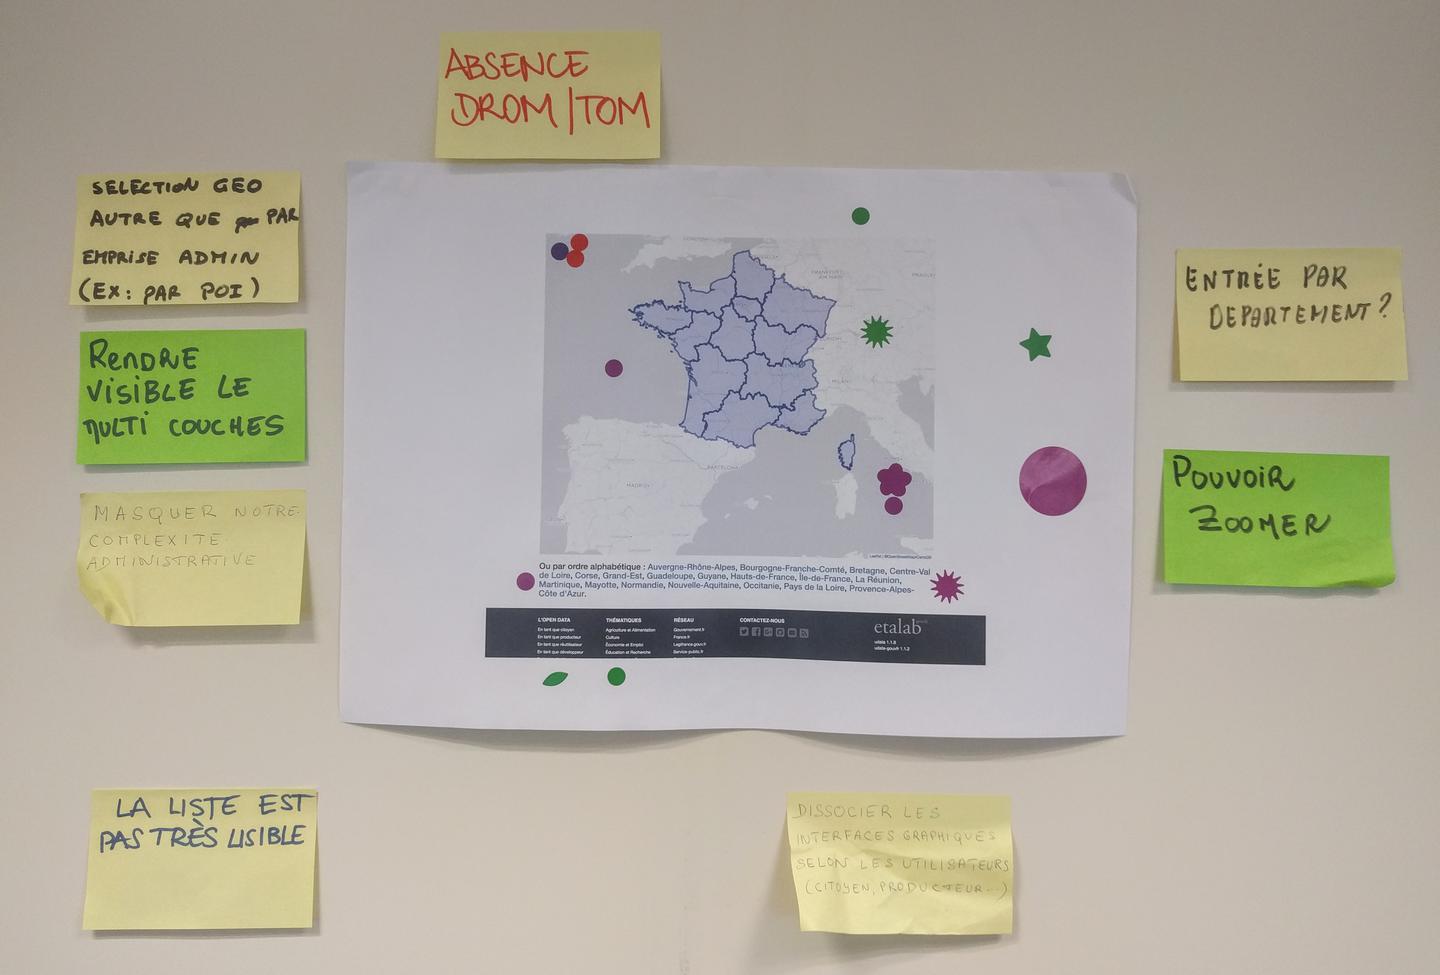 ABSENCE
DROM/TOM
SELECTION GEO
AUTRE QUE PAR
EMPRISE ADMIN
(EX: PAR POI)
RENDRE
VISIBLE LE
MULTI COUCHES
MASQUER NOTRE
COMPLEXITE
ADMINISTRATIVE
ENTRÉE PAR
DEPARTEMENT?
POUVOIR
ZOOMER
MADRID
BARCELONA
Ou par ordre alphabétique : Auvergne-Rhône-Alpes, Bourgogne-Franche-Comté, Bretagne, Centre-Val
de Loire, Corse, Grand-Est, Guadeloupe, Guyane, Hauts-de-France, Île-de-France, La Réunion,
Martinique, Mayotte, Normandie, Nouvelle-Aquitaine, Occitanie, Pays de la Loire, Provence-Alpes-
Côte d'Azur.
L'OPEN DATA
En tant que citoyen
En tant que producteur
En tant que réutilisateur
En tant que développeur
THÉMATIQUES
Agriculture et Alimentation
Culture
Économie et Emploi
Éducation et Recherche
RÉSEAU
Gouvernement.fr
France.fr
Legifrance.gouv.fr
Service-public.fr
CONTACTEZ-NOUS
etalab
udata 1.1.8
udata-gouvfr 1.1.2
LA LISTE EST
PAS TRÈS LISIBLE
DISSOCIER LES
INTERFACES GRAPHIQUES
SELON LES UTILISATEURS
(CITOYEN, PRODUCTEUR...)